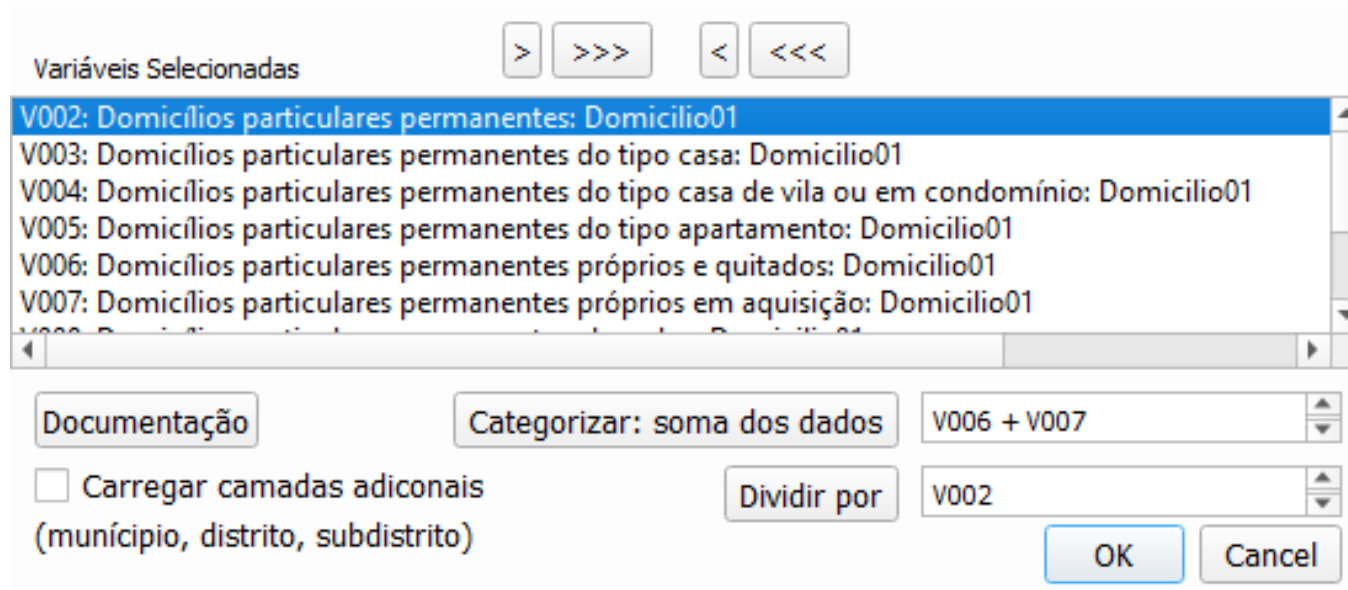 > >>> < <<<
Variáveis Selecionadas
V002: Domicílios particulares permanentes: Domicilio01
V003: Domicílios particulares permanentes do tipo casa: Domicilio01
V004: Domicílios particulares permanentes do tipo casa de vila ou em condomínio: Domicilio01
V005: Domicílios particulares permanentes do tipo apartamento: Domicilio01
V006: Domicílios particulares permanentes próprios e quitados: Domicilio01
V007: Domicílios particulares permanentes próprios em aquisição: Domicilio01
Documentação Categorizar: soma dos dados V006 + V007
Carregar camadas adiconais
Dividir por V002
(munícipio, distrito, subdistrito)
OK Cancel